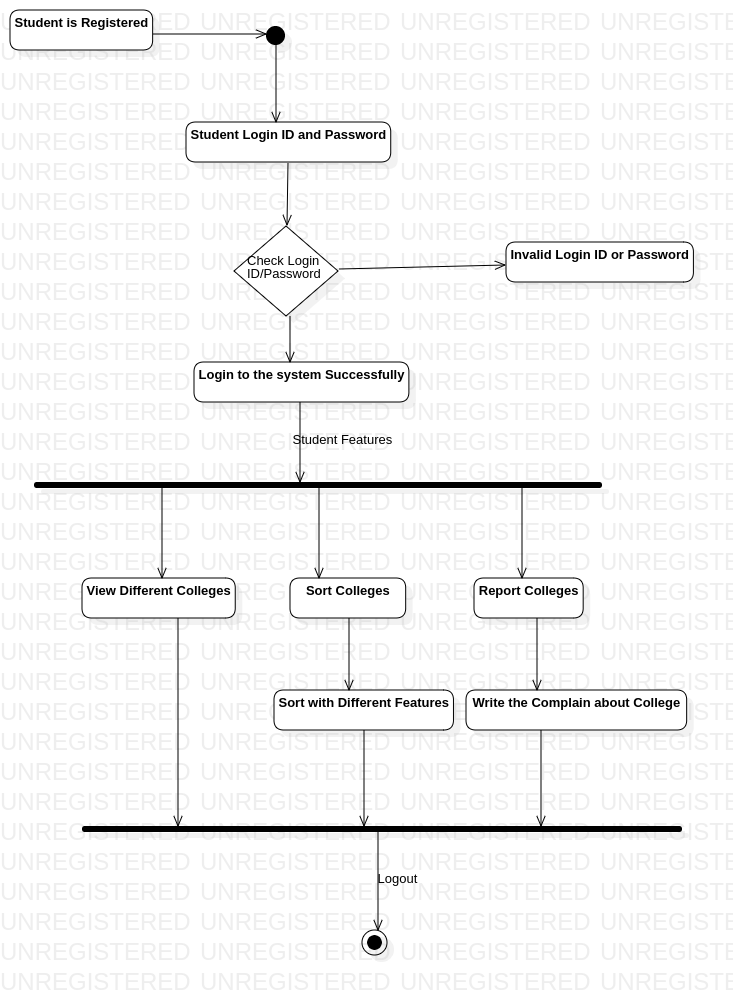 Student is Registered
Student Login ID and Password
Check Login
ID/Password
Invalid Login ID or Password
Login to the system Successfully
Student Features
View Different Colleges
Sort Colleges
Report Colleges
Sort with Different Features
Write the Complain about College
Logout
UNREGISTERED